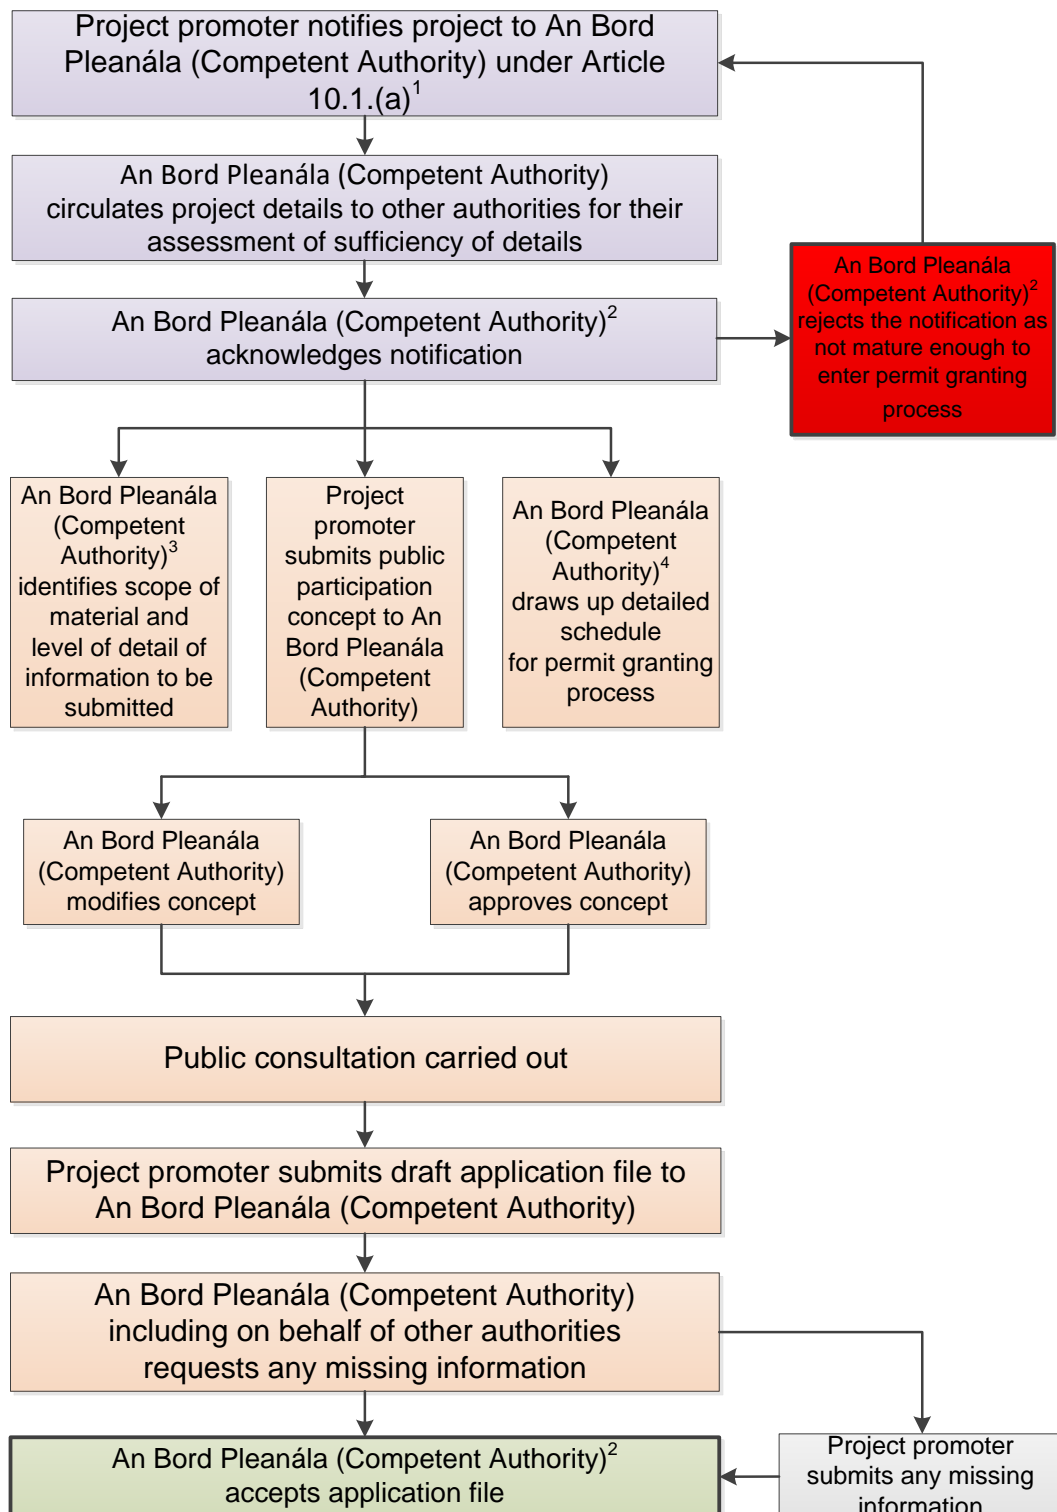 Project promoter notifies project to An Bord
Pleanála (Competent Authority) under Article
10.1.(a)1
An Bord Pleanála (Competent Authority)
circulates project details to other authorities for their
assessment of sufficiency of details
An Bord Pleanála (Competent Authority)2
acknowledges notification
An Bord Pleanála
(Competent Authority)2
rejects the notification as
not mature enough to
enter permit granting
process
An Bord Pleanála
(Competent
Authority)3
identifies scope of
material and
level of detail of
information to be
submitted
Project
promoter
submits public
participation
concept to An
Bord Pleanála
(Competent
Authority)
An Bord Pleanála
(Competent
Authority)4
draws up detailed
schedule
for permit granting
process
An Bord Pleanála
(Competent Authority)
modifies concept
An Bord Pleanála
(Competent Authority)
approves concept
Public consultation carried out
Project promoter submits draft application file to
An Bord Pleanála (Competent Authority)
An Bord Pleanála (Competent Authority)
including on behalf of other authorities
requests any missing information
An Bord Pleanála (Competent Authority)2
accepts application file
Project promoter
submits any missing
information